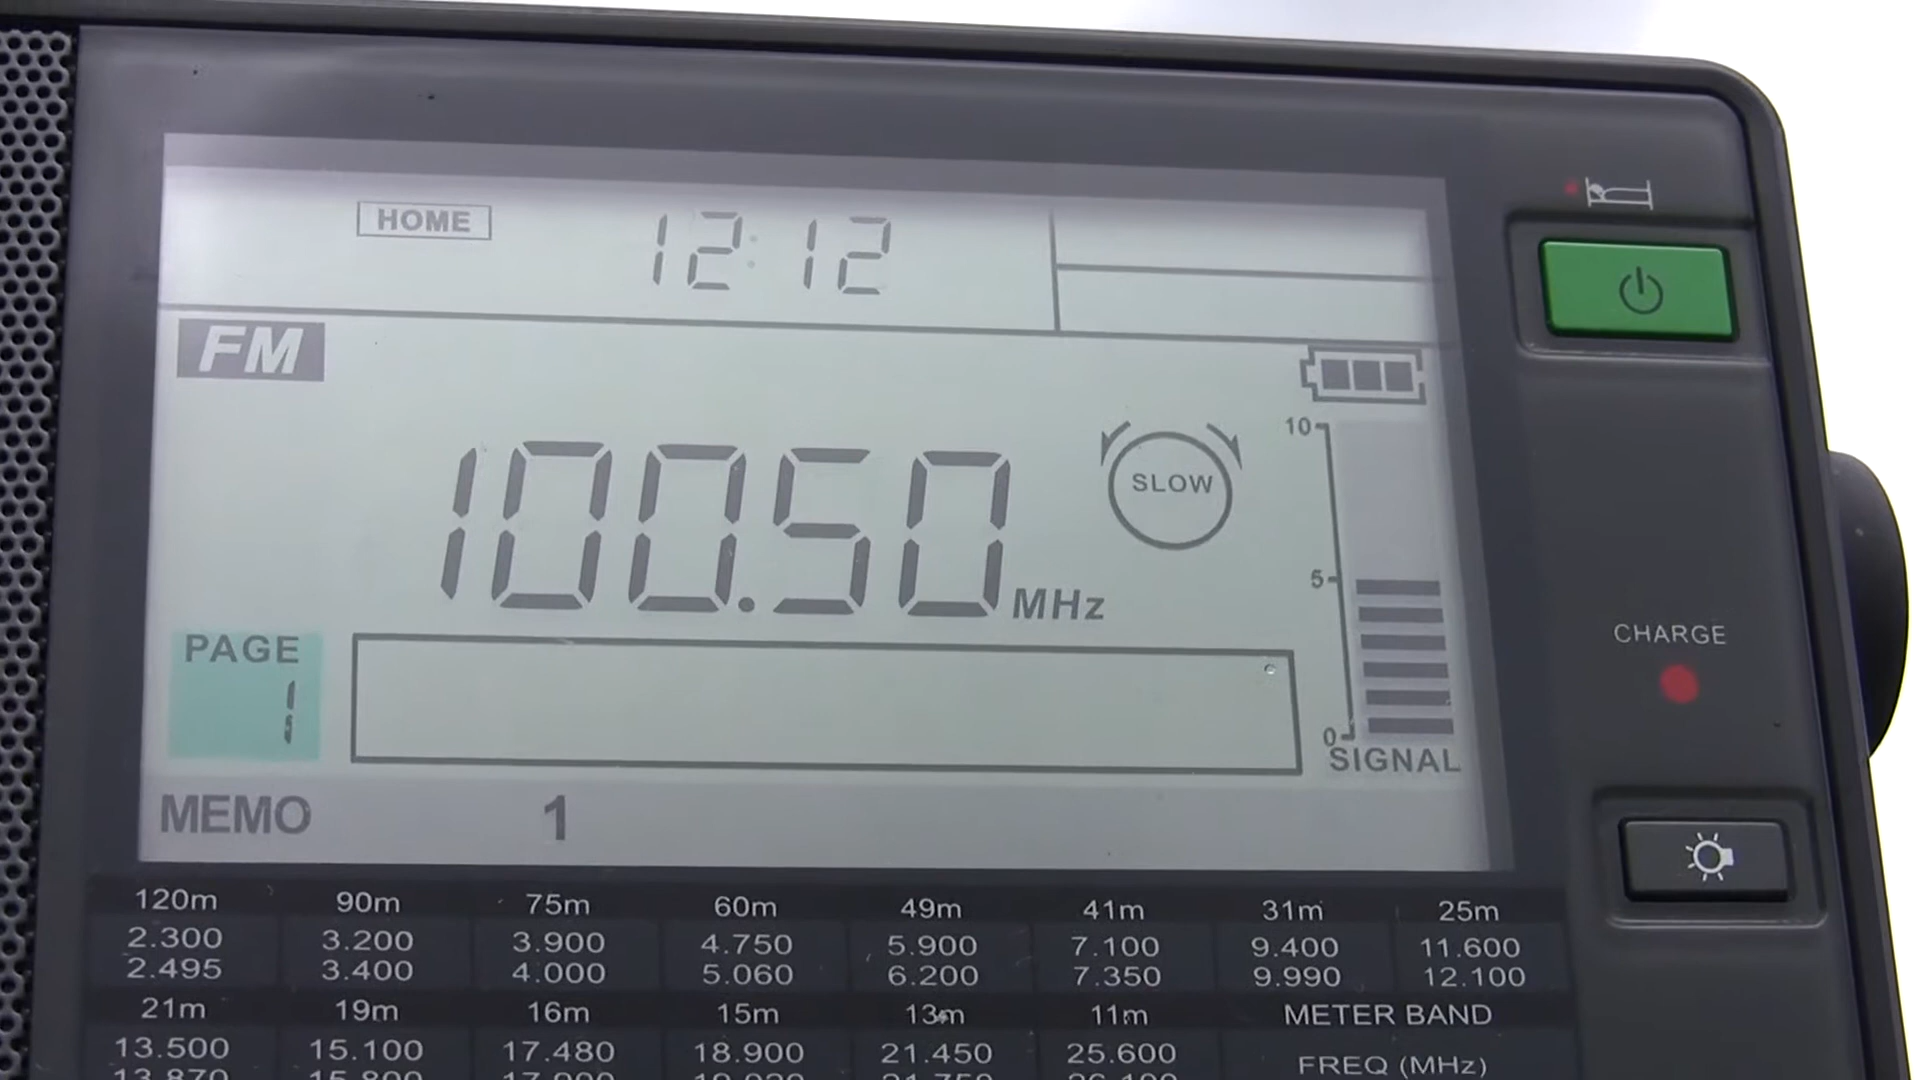 HOME 12:12
FM
100.50 MHz
SLOW
10
5
0
SIGNAL
PAGE
1
MEMO 1
CHARGE
120m 90m 75m 60m 49m 41m 31m 25m
2.300 3.200 3.900 4.750 5.900 7.100 9.400 11.600
2.495 3.400 4.000 5.060 6.200 7.350 9.990 12.100
21m 19m 16m 15m 13m 11m METER BAND
13.500 15.100 17.480 18.900 21.450 25.600 FREQ (MHz)